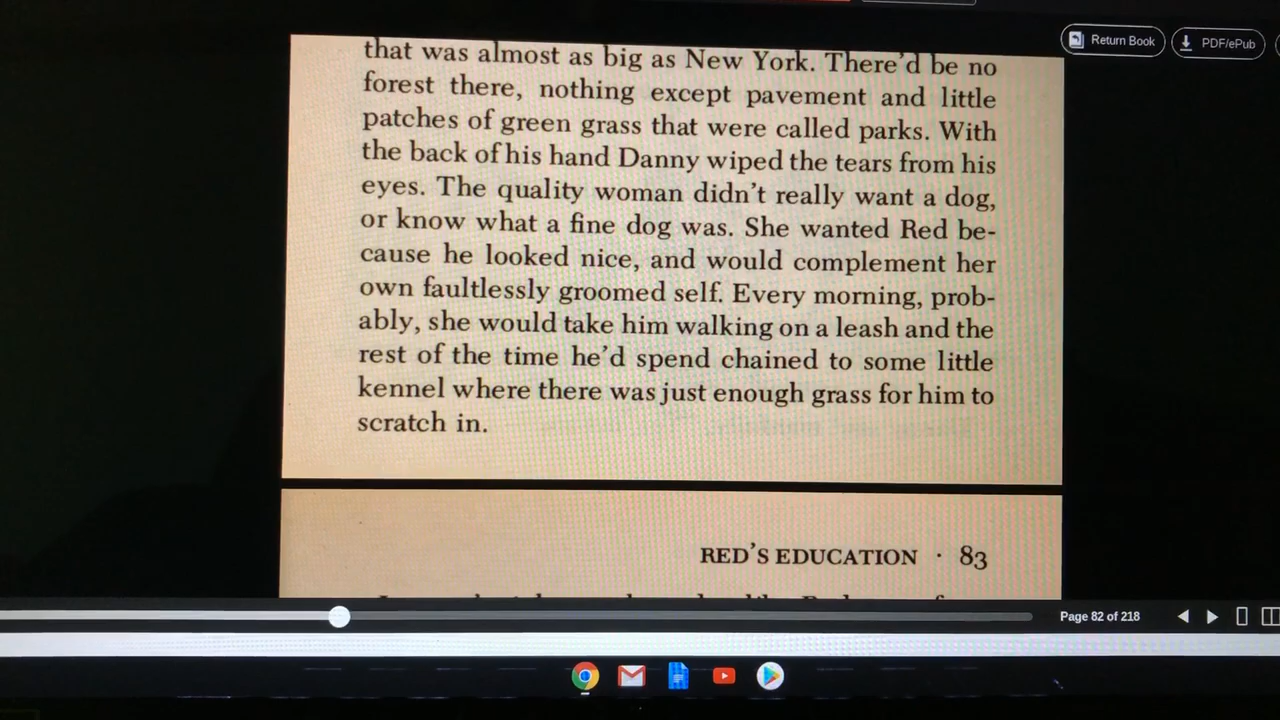 Return Book
PDF/ePub
that was almost as big as New York. There'd be no
forest there, nothing except pavement and little
patches of green grass that were called parks. With
the back of his hand Danny wiped the tears from his
eyes. The quality woman didn't really want a dog,
or know what a fine dog was. She wanted Red be-
cause he looked nice, and would complement her
own faultlessly groomed self. Every morning, prob-
ably, she would take him walking on a leash and the
rest of the time he'd spend chained to some little
kennel where there was just enough grass for him to
scratch in.
RED'S EDUCATION · 83
Page 82 of 218